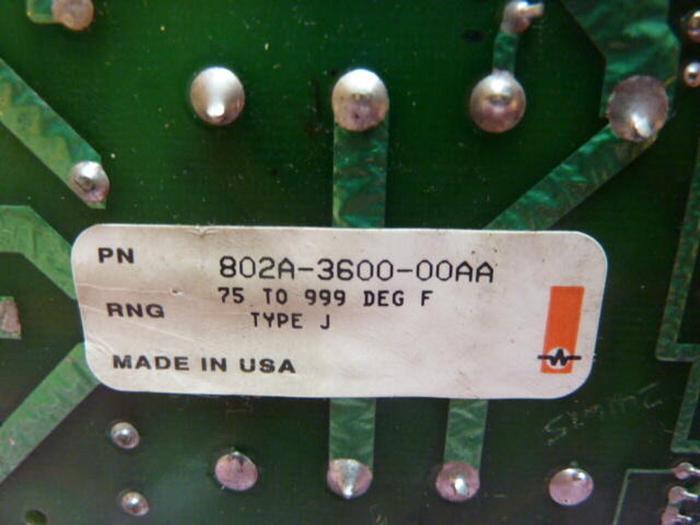 PN 802A-3600-00AA
RNG 75 TO 999 DEG F
TYPE J
MADE IN USA